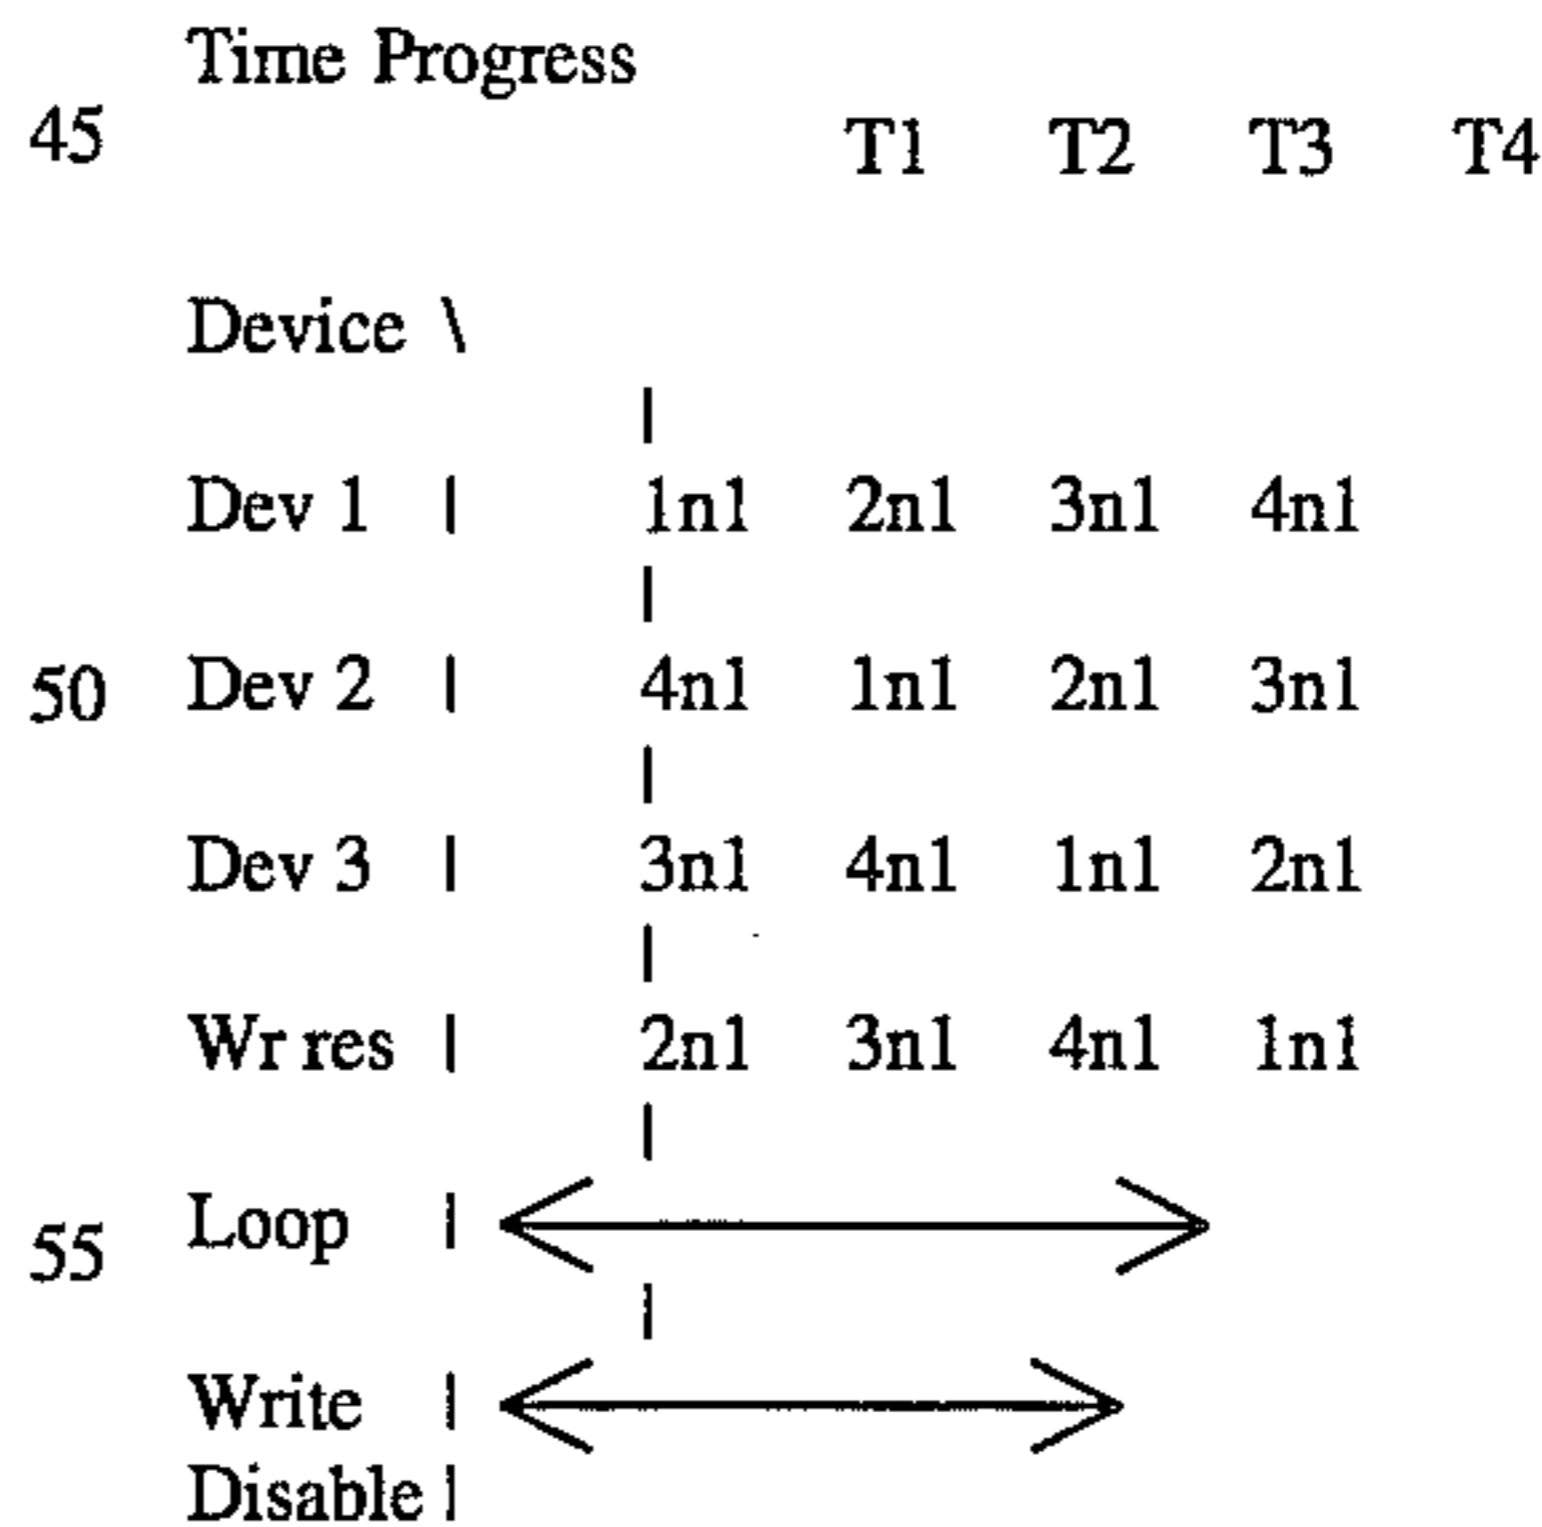 Time Progress
45 T1 T2 T3 T4
Device \
|
Dev 1 | 1n1 2n1 3n1 4n1
|
50 Dev 2 | 4n1 1n1 2n1 3n1
|
Dev 3 | 3n1 4n1 1n1 2n1
|
Wr res | 2n1 3n1 4n1 1n1
|
55 Loop |
|
Write |
Disable |